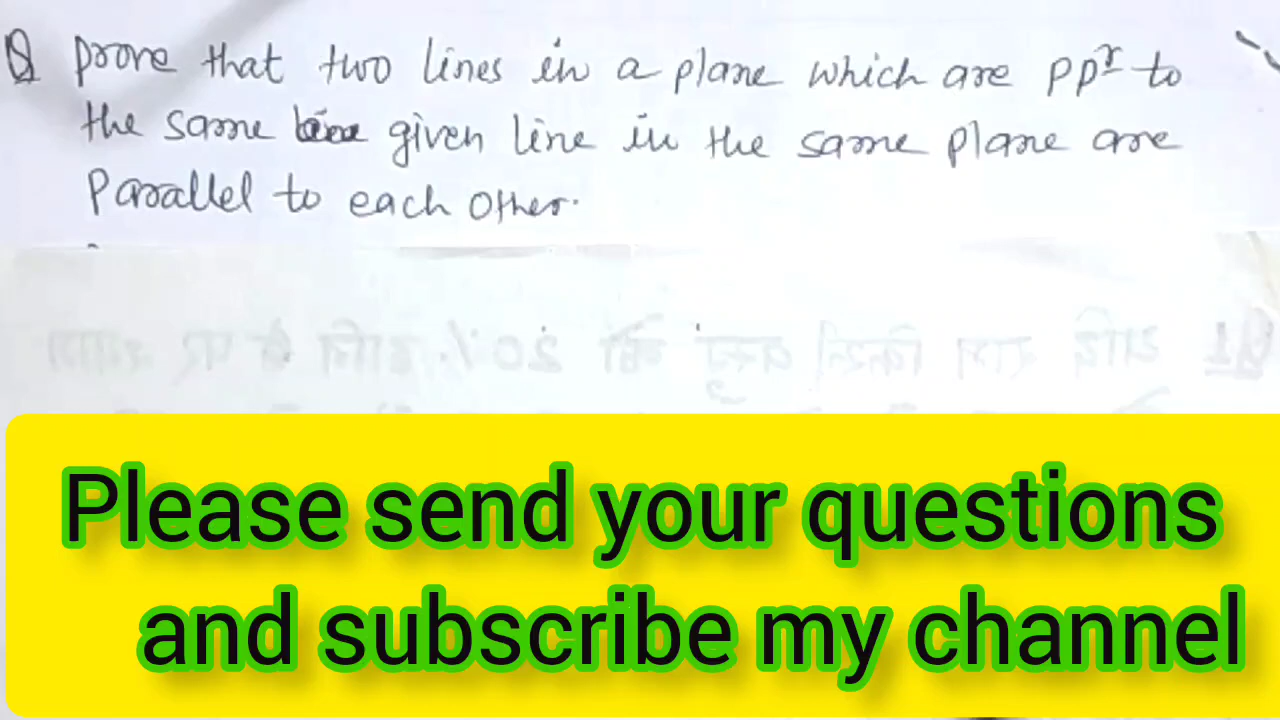 Q prove that two lines in a plane which are ppr to
the same given line in the same plane are
Parallel to each other.
Please send your questions
and subscribe my channel